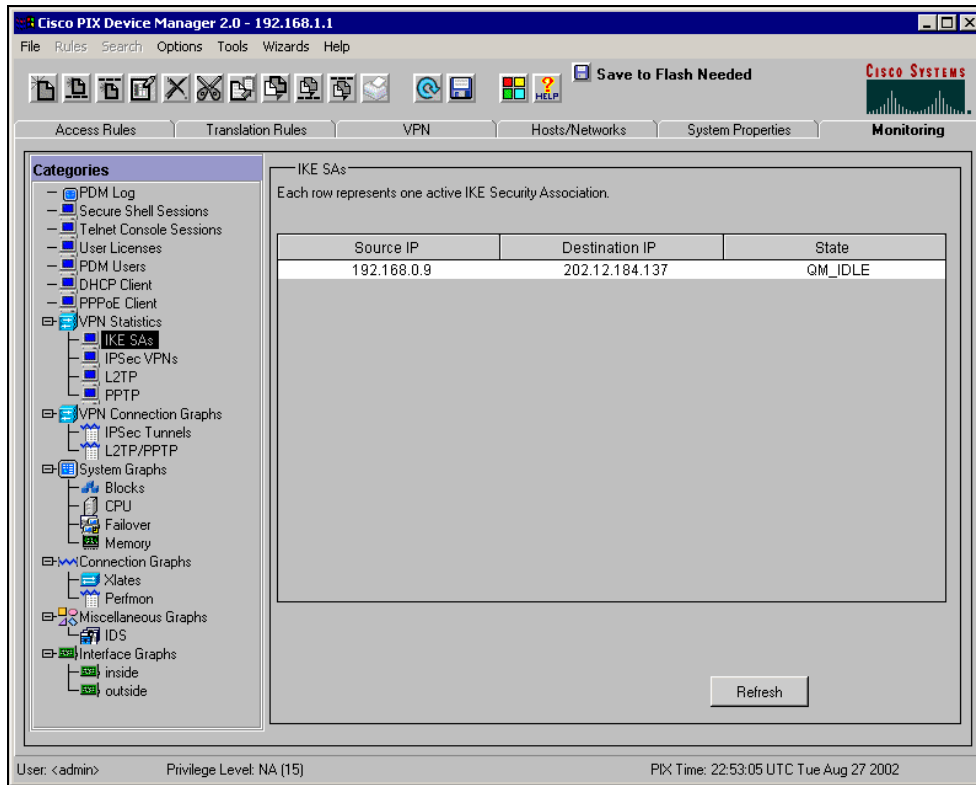 Cisco PIX Device Manager 2.0 - 192.168.1.1
File Rules Search Options Tools Wizards Help
HELP
Save to Flash Needed
CISCO SYSTEMS
Access Rules Translation Rules VPN Hosts/Networks System Properties Monitoring
Categories
PDM Log
Secure Shell Sessions
Telnet Console Sessions
User Licenses
PDM Users
DHCP Client
PPPoE Client
VPN Statistics
IKE SAs
IPSec VPNs
L2TP
PPTP
VPN Connection Graphs
IPSec Tunnels
L2TP/PPTP
System Graphs
Blocks
CPU
Failover
Memory
Connection Graphs
Xlates
Perfmon
Miscellaneous Graphs
IDS
Interface Graphs
inside
outside
IKE SAs
Each row represents one active IKE Security Association.
Source IP Destination IP State
192.168.0.9 202.12.184.137 QM_IDLE
Refresh
User: <admin> Privilege Level: NA (15) PIX Time: 22:53:05 UTC Tue Aug 27 2002